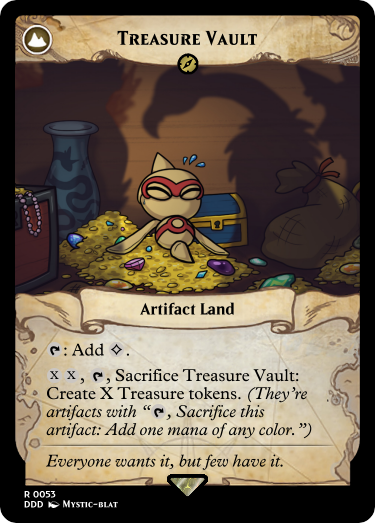 Treasure Vault
Artifact Land
: Add .
X X, , Sacrifice Treasure Vault:
Create X Treasure tokens. (They're
artifacts with “, Sacrifice this
artifact: Add one mana of any color.”)
Everyone wants it, but few have it.
R 0053
DDD Mystic-blat